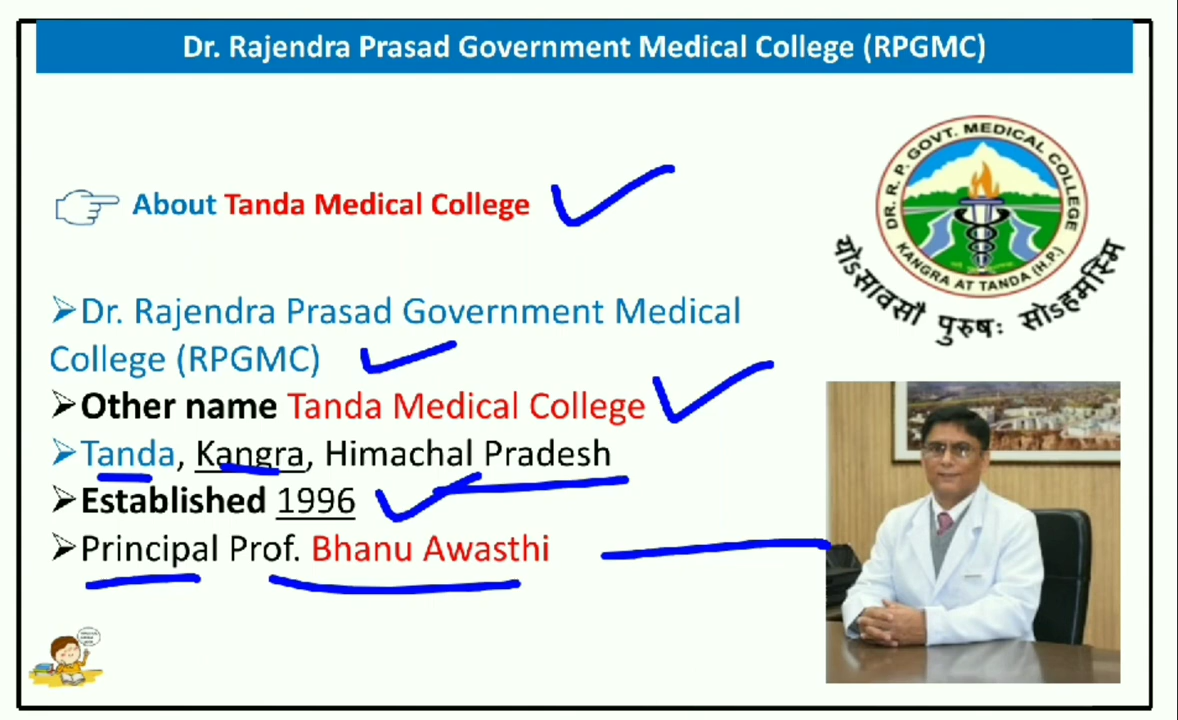 Dr. Rajendra Prasad Government Medical College (RPGMC)
About Tanda Medical College
➤Dr. Rajendra Prasad Government Medical
College (RPGMC)
➤Other name Tanda Medical College
➤Tanda, Kangra, Himachal Pradesh
➤Established 1996
➤Principal Prof. Bhanu Awasthi
DR. R. P. GOVT. MEDICAL COLLEGE
KANGRA AT TANDA (H.P.)
योऽसावसौ पुरुषः सोऽहमस्मि